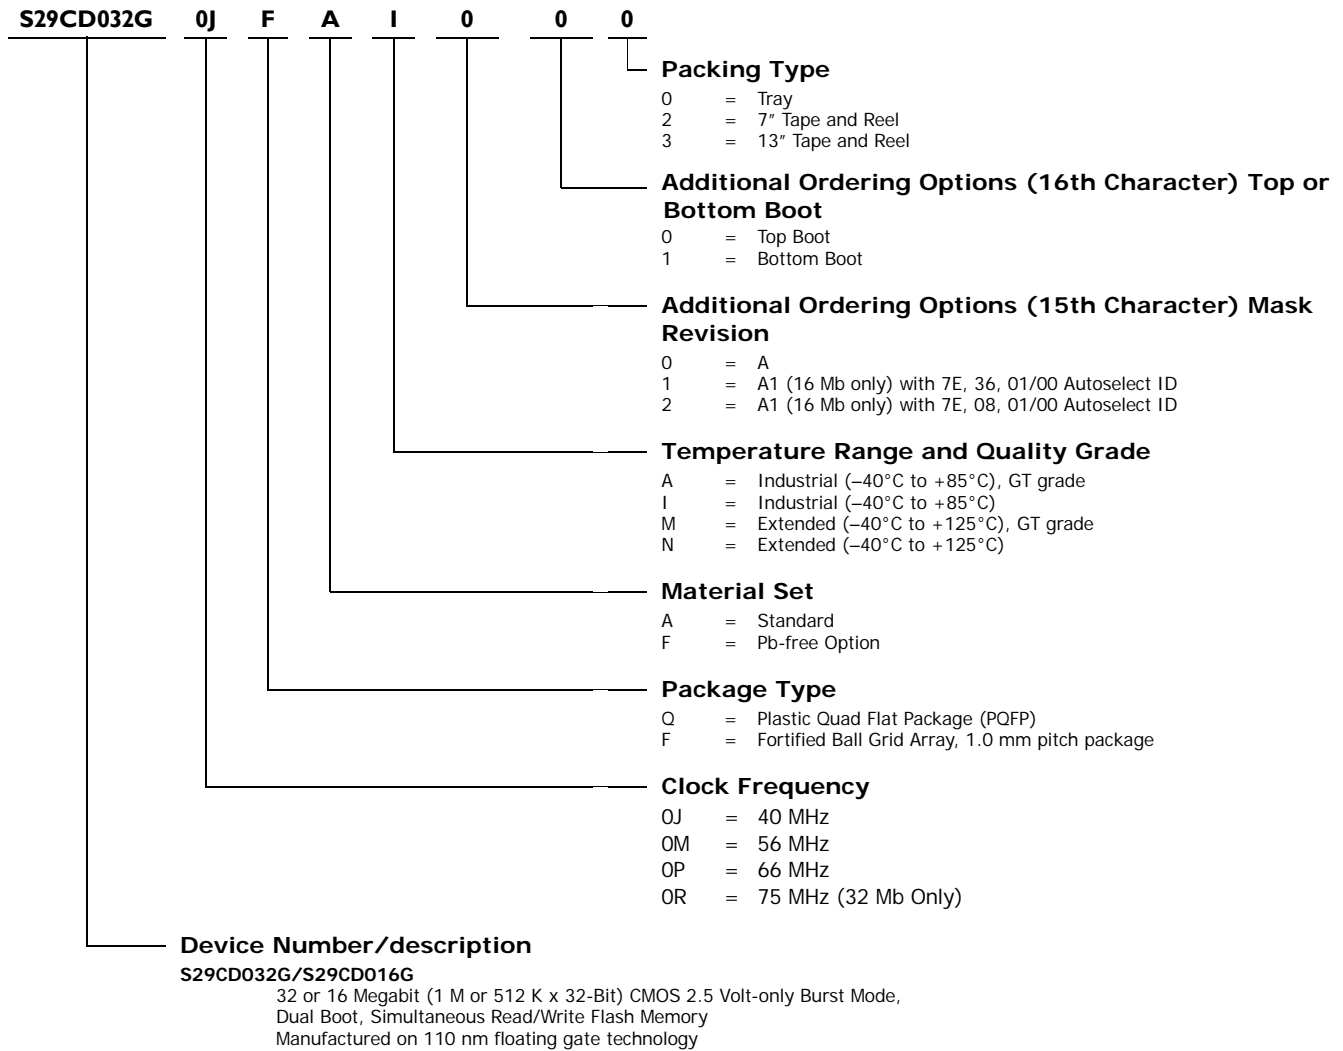 S29CD032G 0J F A I 0 0 0
Packing Type
0 = Tray
2 = 7″ Tape and Reel
3 = 13″ Tape and Reel
Additional Ordering Options (16th Character) Top or
Bottom Boot
0 = Top Boot
1 = Bottom Boot
Additional Ordering Options (15th Character) Mask
Revision
0 = A
1 = A1 (16 Mb only) with 7E, 36, 01/00 Autoselect ID
2 = A1 (16 Mb only) with 7E, 08, 01/00 Autoselect ID
Temperature Range and Quality Grade
A = Industrial (–40°C to +85°C), GT grade
I = Industrial (–40°C to +85°C)
M = Extended (–40°C to +125°C), GT grade
N = Extended (–40°C to +125°C)
Material Set
A = Standard
F = Pb-free Option
Package Type
Q = Plastic Quad Flat Package (PQFP)
F = Fortified Ball Grid Array, 1.0 mm pitch package
Clock Frequency
0J = 40 MHz
0M = 56 MHz
0P = 66 MHz
0R = 75 MHz (32 Mb Only)
Device Number/description
S29CD032G/S29CD016G
32 or 16 Megabit (1 M or 512 K x 32-Bit) CMOS 2.5 Volt-only Burst Mode,
Dual Boot, Simultaneous Read/Write Flash Memory
Manufactured on 110 nm floating gate technology